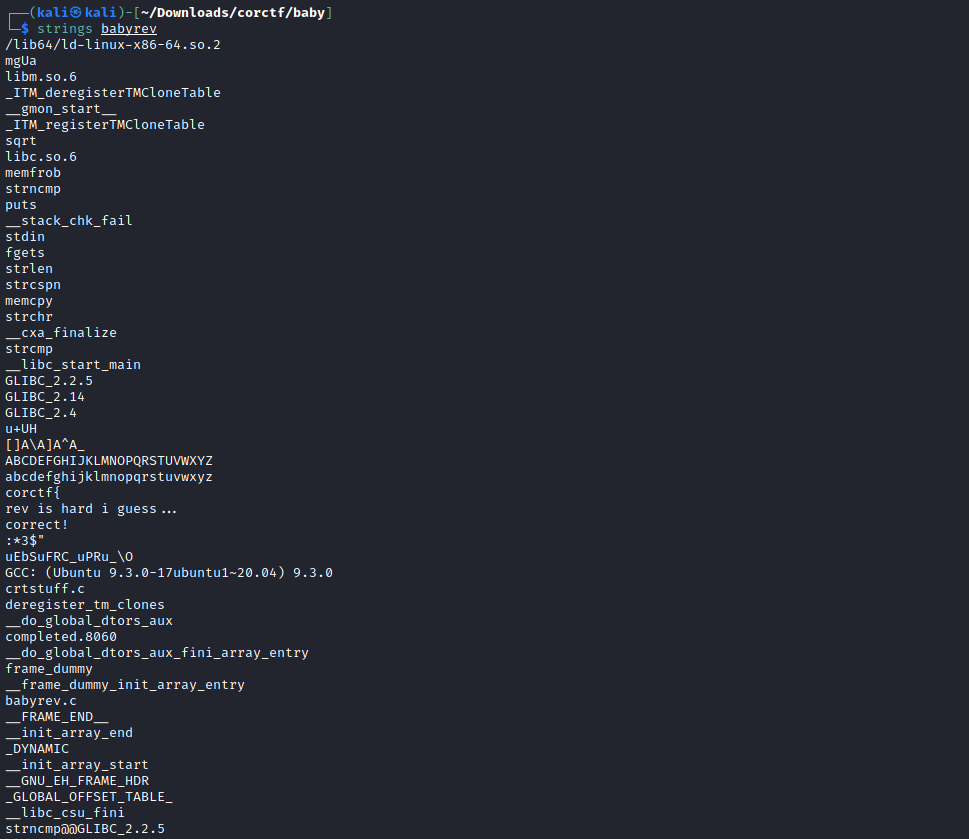 ┌──(kali㉿kali)-[~/Downloads/corctf/baby]
└─$ strings babyrev
/lib64/ld-linux-x86-64.so.2
mgUa
libm.so.6
_ITM_deregisterTMCloneTable
__gmon_start__
_ITM_registerTMCloneTable
sqrt
libc.so.6
memfrob
strncmp
puts
__stack_chk_fail
stdin
fgets
strlen
strcspn
memcpy
strchr
__cxa_finalize
strcmp
__libc_start_main
GLIBC_2.2.5
GLIBC_2.14
GLIBC_2.4
u+UH
[]A\A]A^A_
ABCDEFGHIJKLMNOPQRSTUVWXYZ
abcdefghijklmnopqrstuvwxyz
corctf{
rev is hard i guess...
correct!
:*3$"
uEbSuFRC_uPRu_\O
GCC: (Ubuntu 9.3.0-17ubuntu1~20.04) 9.3.0
crtstuff.c
deregister_tm_clones
__do_global_dtors_aux
completed.8060
__do_global_dtors_aux_fini_array_entry
frame_dummy
__frame_dummy_init_array_entry
babyrev.c
__FRAME_END__
__init_array_end
_DYNAMIC
__init_array_start
__GNU_EH_FRAME_HDR
_GLOBAL_OFFSET_TABLE_
__libc_csu_fini
strncmp@@GLIBC_2.2.5